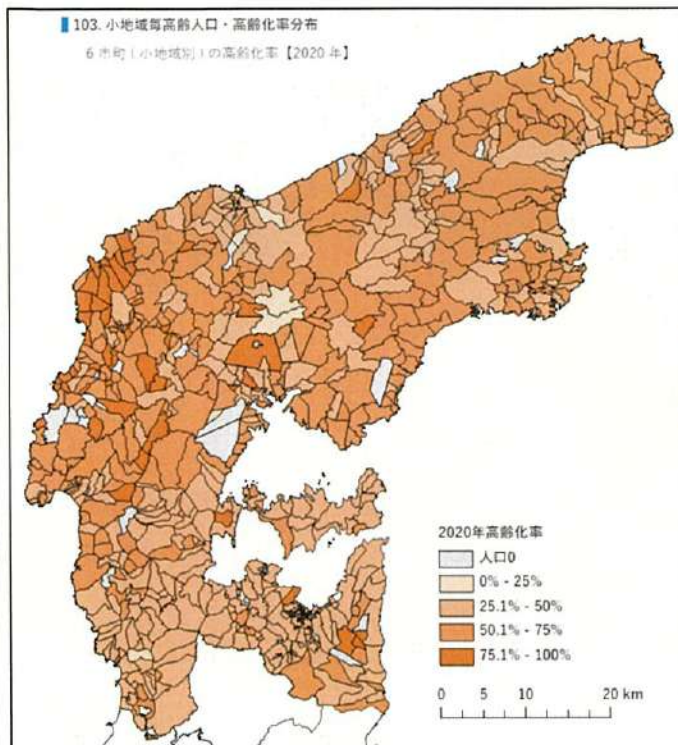 103. 小地域毎高齢人口・高齢化率分布
6市町(小地域別)の高齢化率【2020年】
2020年高齢化率
人口0
0% - 25%
25.1% - 50%
50.1% - 75%
75.1% - 100%
0 5 10 20 km